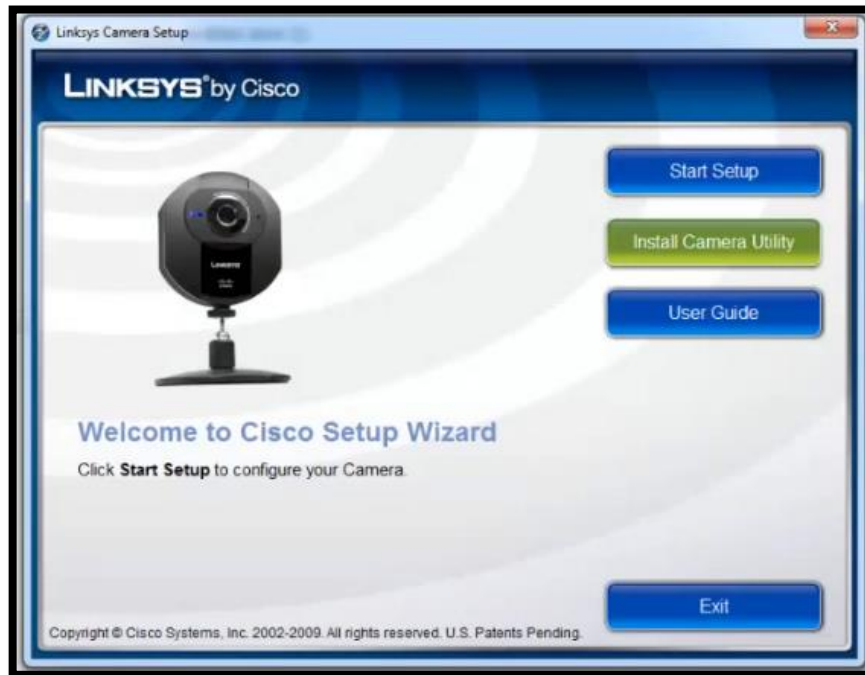 Linksys Camera Setup
LINKSYS® by Cisco
Start Setup
Install Camera Utility
User Guide
LINKSYS
Welcome to Cisco Setup Wizard
Click Start Setup to configure your Camera.
Exit
Copyright © Cisco Systems, Inc. 2002-2009. All rights reserved. U.S. Patents Pending.